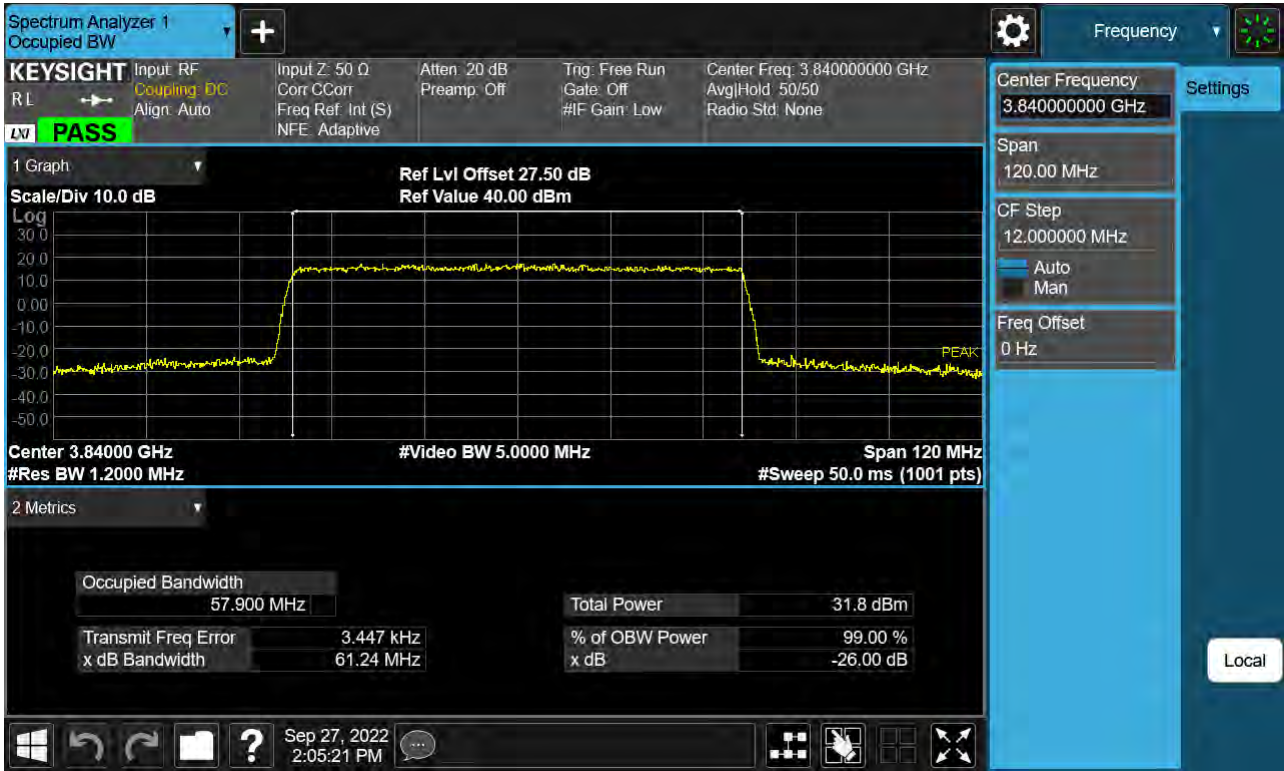 Spectrum Analyzer 1
Occupied BW
Frequency
KEYSIGHT
R L
LXI PASS
Input: RF
Coupling: DC
Align: Auto
Input Z: 50 Ω
Corr CCorr
Freq Ref: Int (S)
NFE: Adaptive
Atten: 20 dB
Preamp: Off
Trig: Free Run
Gate: Off
#IF Gain: Low
Center Freq: 3.840000000 GHz
Avg|Hold: 50/50
Radio Std: None
Center Frequency
3.840000000 GHz
Settings
Span
120.00 MHz
CF Step
12.000000 MHz
Auto
Man
Freq Offset
0 Hz
Local
1 Graph
Scale/Div 10.0 dB
Ref Lvl Offset 27.50 dB
Ref Value 40.00 dBm
Log
30.0
20.0
10.0
0.00
-10.0
-20.0
-30.0
-40.0
-50.0
PEAK
Center 3.84000 GHz
#Video BW 5.0000 MHz
Span 120 MHz
#Res BW 1.2000 MHz
#Sweep 50.0 ms (1001 pts)
2 Metrics
Occupied Bandwidth
57.900 MHz
Total Power 31.8 dBm
Transmit Freq Error 3.447 kHz
% of OBW Power 99.00 %
x dB Bandwidth 61.24 MHz
x dB -26.00 dB
?
Sep 27, 2022
2:05:21 PM